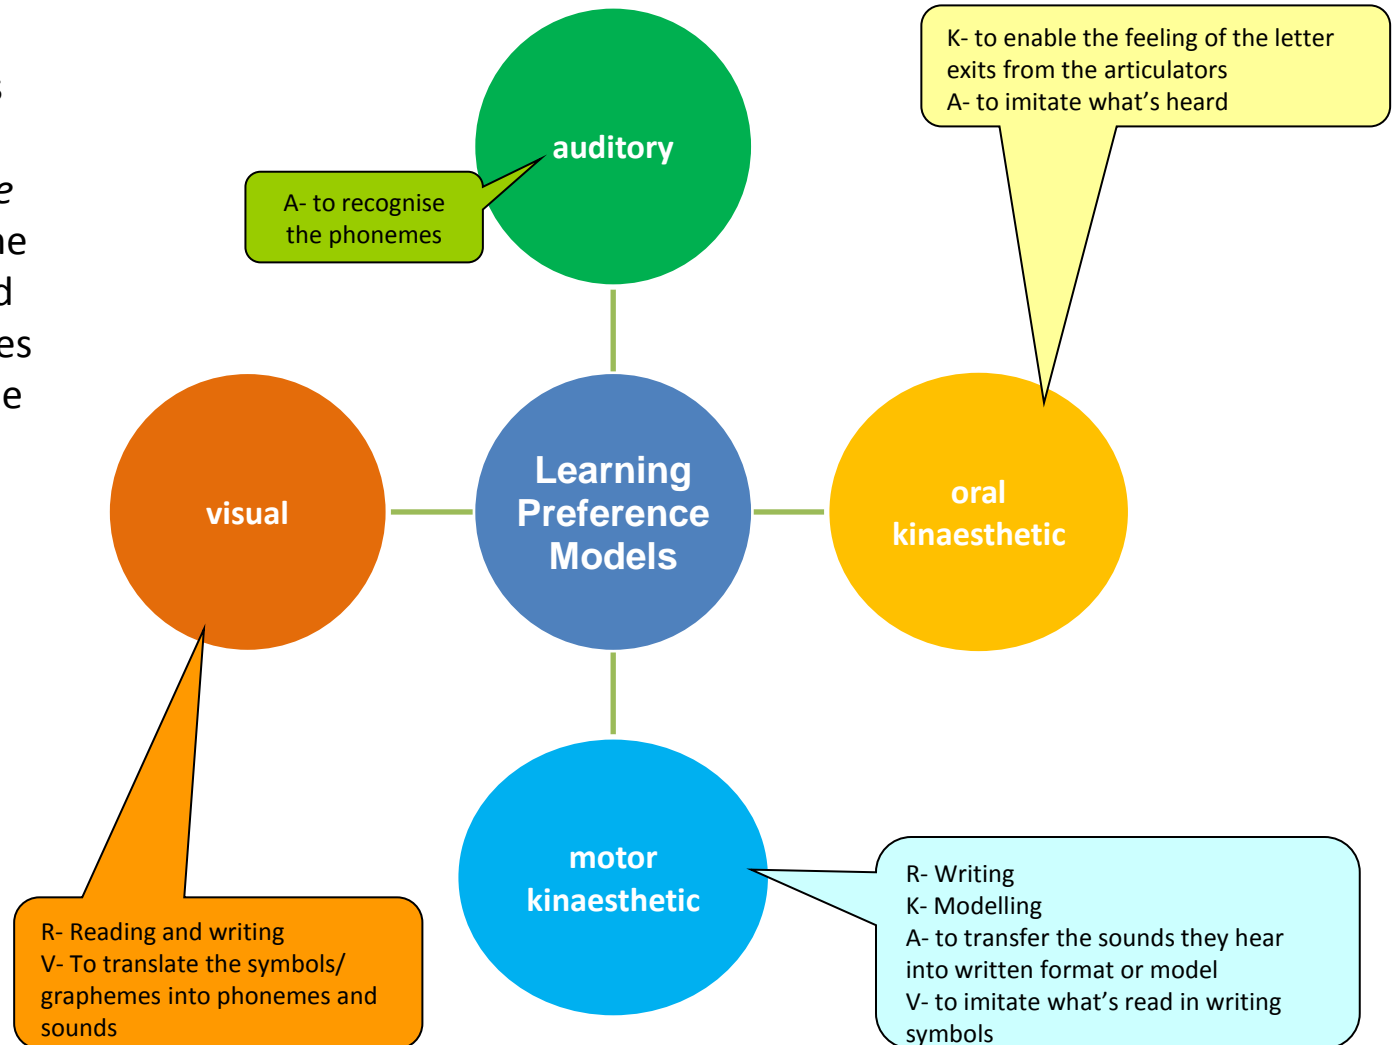 s
e
ne
d
es
e
auditory
K- to enable the feeling of the letter
exits from the articulators
A- to imitate what's heard
A- to recognise
the phonemes
visual
Learning
Preference
Models
oral
kinaesthetic
motor
kinaesthetic
R- Reading and writing
V- To translate the symbols/
graphemes into phonemes and
sounds
R- Writing
K- Modelling
A- to transfer the sounds they hear
into written format or model
V- to imitate what's read in writing
symbols